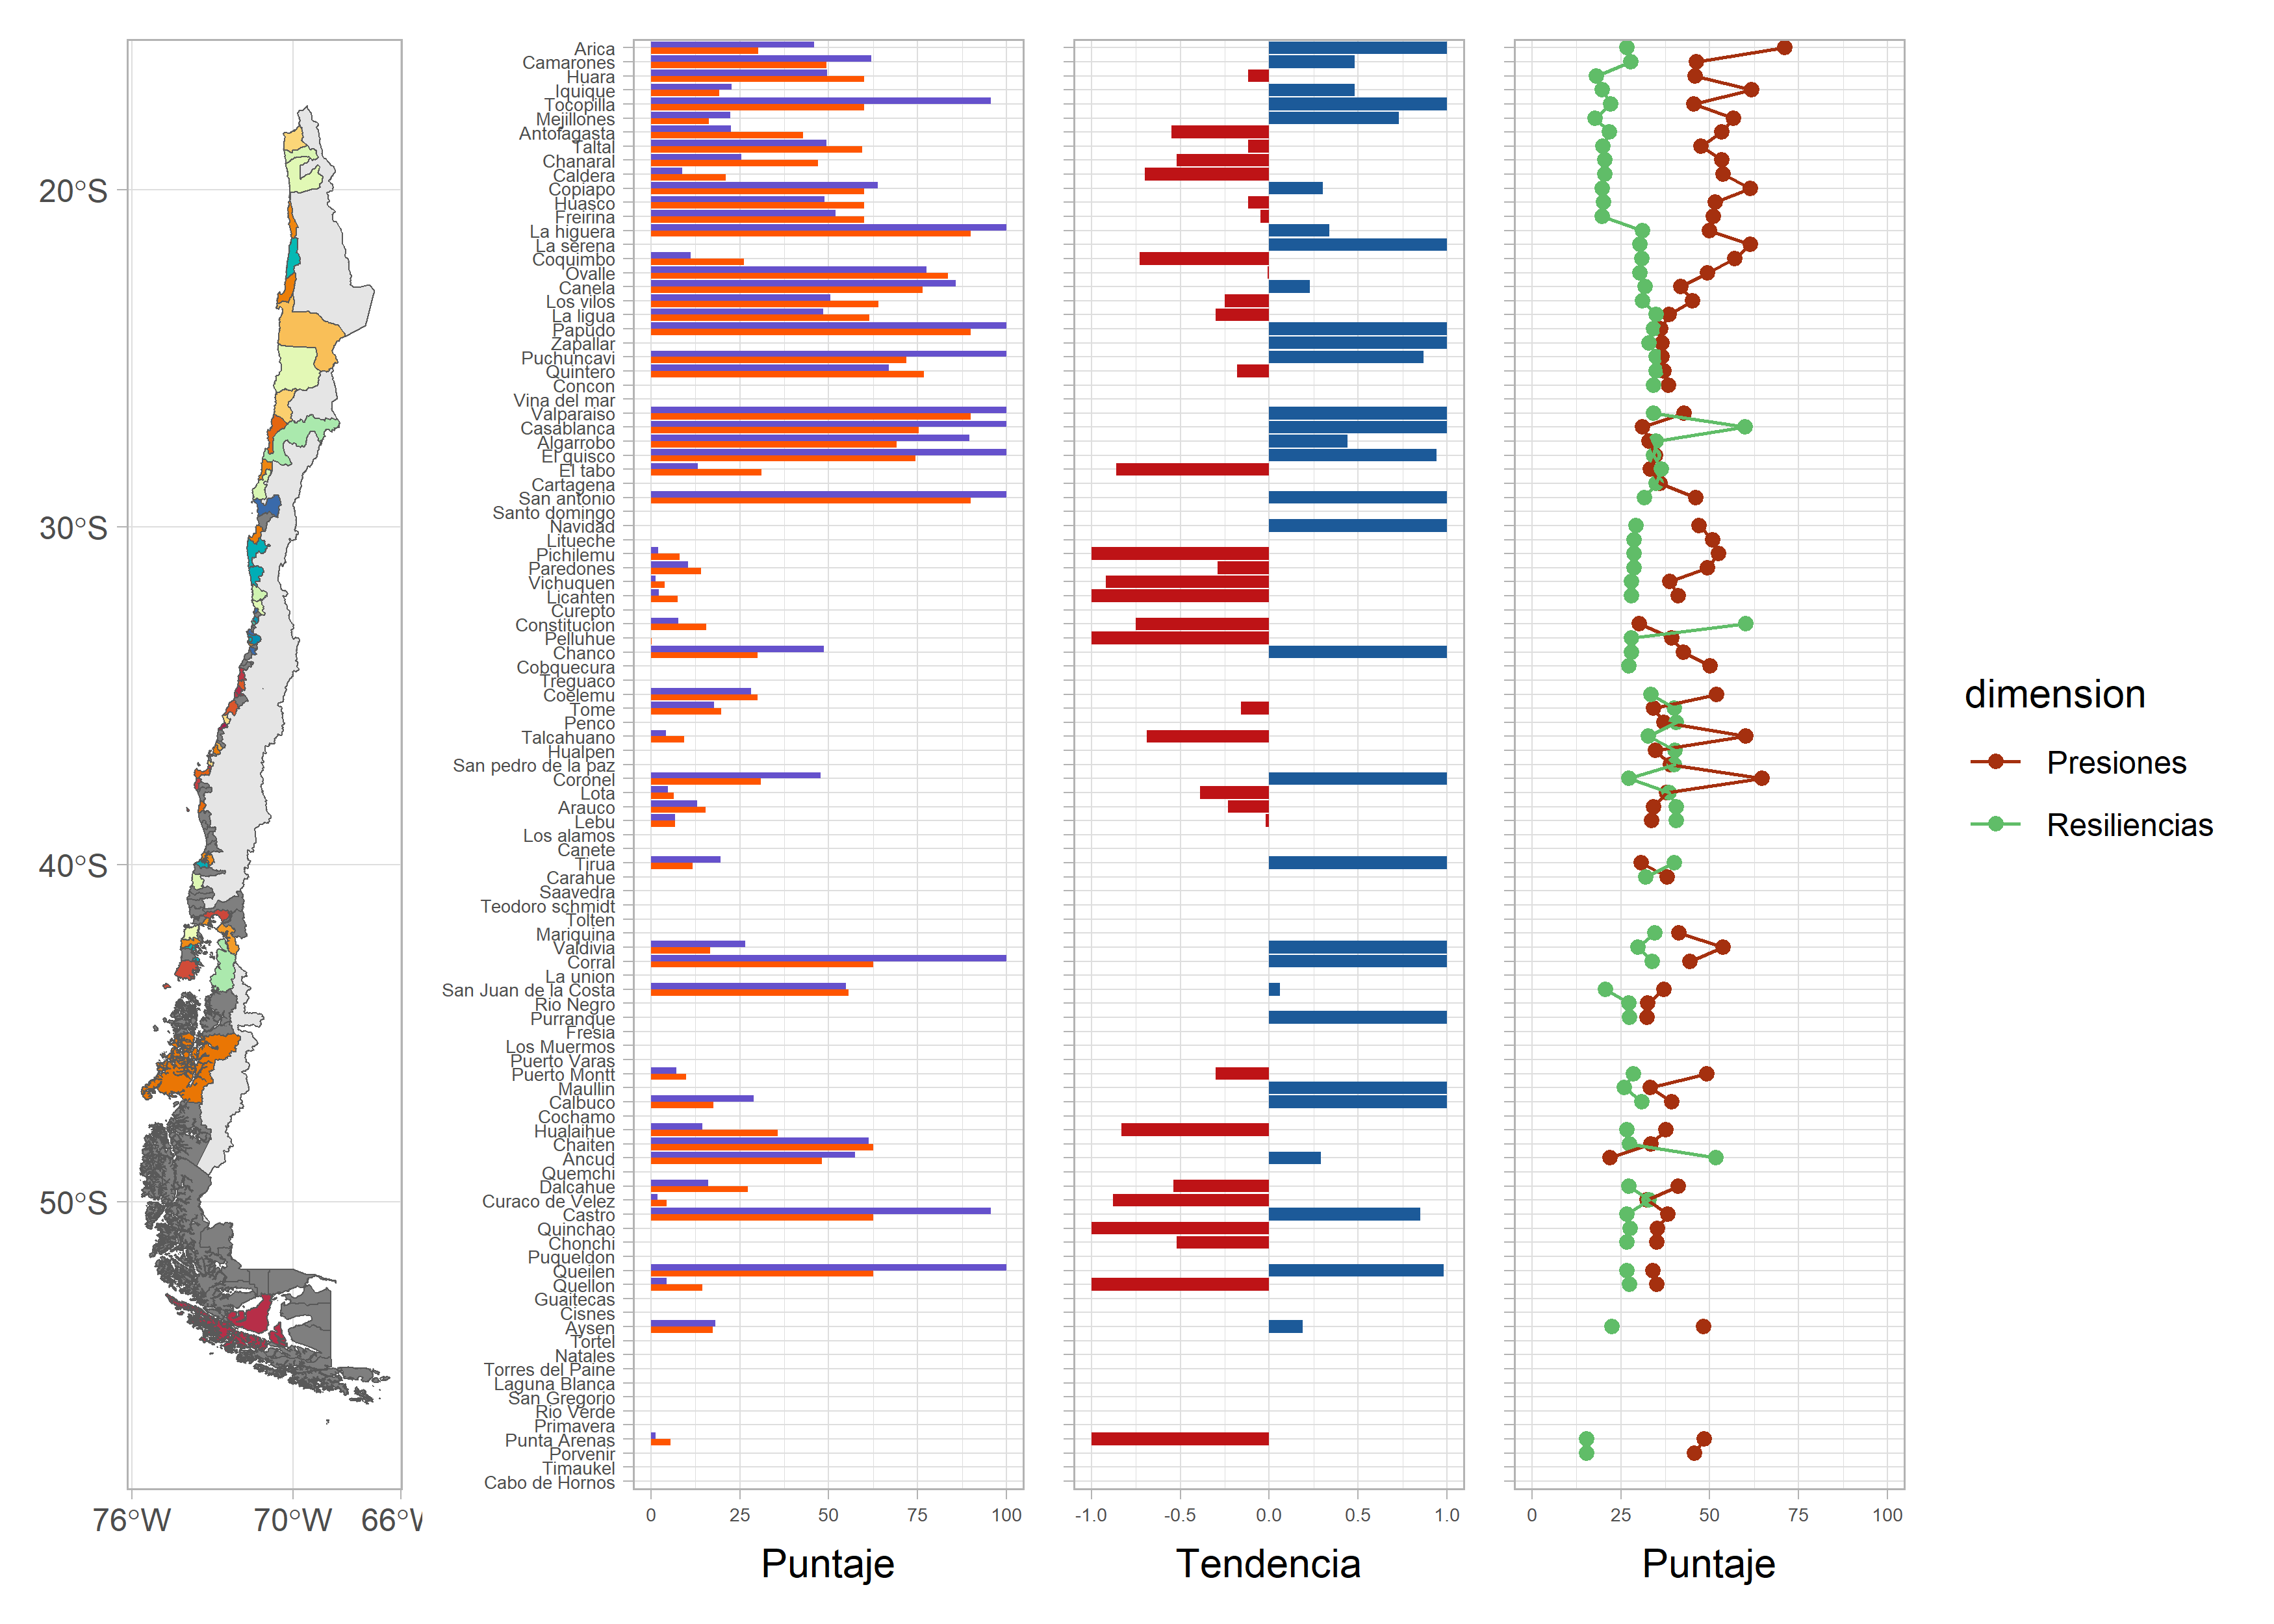 20°S
30°S
40°S
50°S
76°W
70°W
66°W
Arica
Camarones
Huara
Iquique
Tocopilla
Mejillones
Antofagasta
Taltal
Chanaral
Caldera
Copiapo
Huasco
Freirina
La higuera
La serena
Coquimbo
Ovalle
Canela
Los vilos
La ligua
Papudo
Zapallar
Puchuncavi
Quintero
Concon
Vina del mar
Valparaiso
Casablanca
Algarrobo
El quisco
El tabo
Cartagena
San antonio
Santo domingo
Navidad
Litueche
Pichilemu
Paredones
Vichuquen
Licanten
Curepto
Constitucion
Pelluhue
Chanco
Cobquecura
Treguaco
Coelemu
Tome
Penco
Talcahuano
Hualpen
San pedro de la paz
Coronel
Lota
Arauco
Lebu
Los alamos
Canete
Tirua
Carahue
Saavedra
Teodoro schmidt
Tolten
Mariquina
Valdivia
Corral
La union
San Juan de la Costa
Rio Negro
Purranque
Fresia
Los Muermos
Puerto Varas
Puerto Montt
Maullin
Calbuco
Cochamo
Hualaihue
Chaiten
Ancud
Quemchi
Dalcahue
Curaco de Velez
Castro
Quinchao
Chonchi
Puqueldon
Queilen
Quellon
Guaitecas
Cisnes
Aysen
Tortel
Natales
Torres del Paine
Laguna Blanca
San Gregorio
Rio Verde
Primavera
Punta Arenas
Porvenir
Timaukel
Cabo de Hornos
0 25 50 75 100
Puntaje
-1.0 -0.5 0.0 0.5 1.0
Tendencia
0 25 50 75 100
Puntaje
dimension
Presiones
Resiliencias